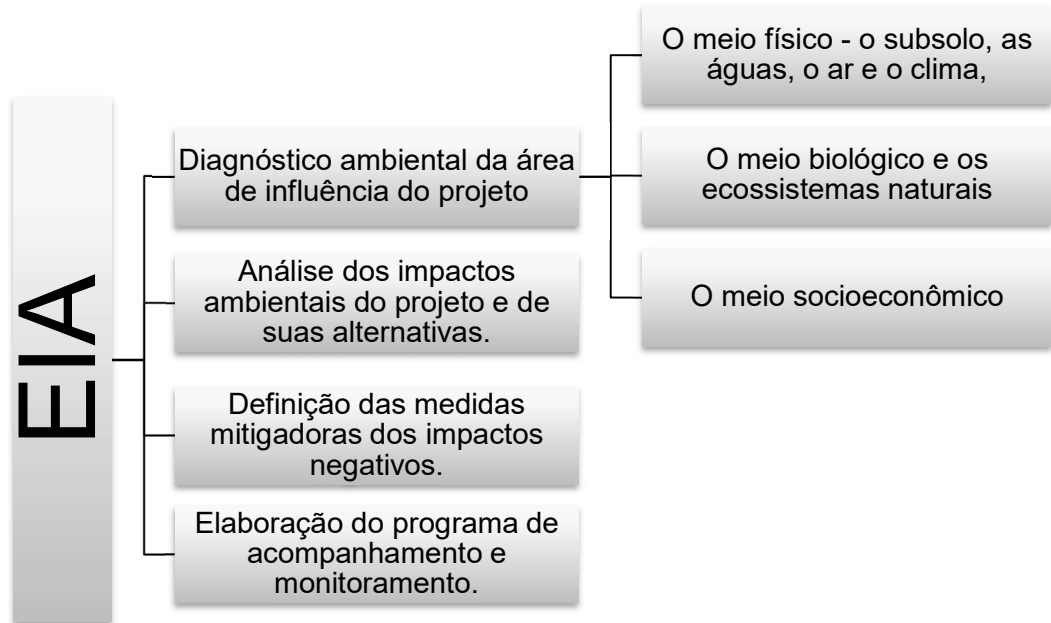 EIA
Diagnóstico ambiental da área
de influência do projeto
O meio físico - o subsolo, as
águas, o ar e o clima,
O meio biológico e os
ecossistemas naturais
O meio socioeconômico
Análise dos impactos
ambientais do projeto e de
suas alternativas.
Definição das medidas
mitigadoras dos impactos
negativos.
Elaboração do programa de
acompanhamento e
monitoramento.